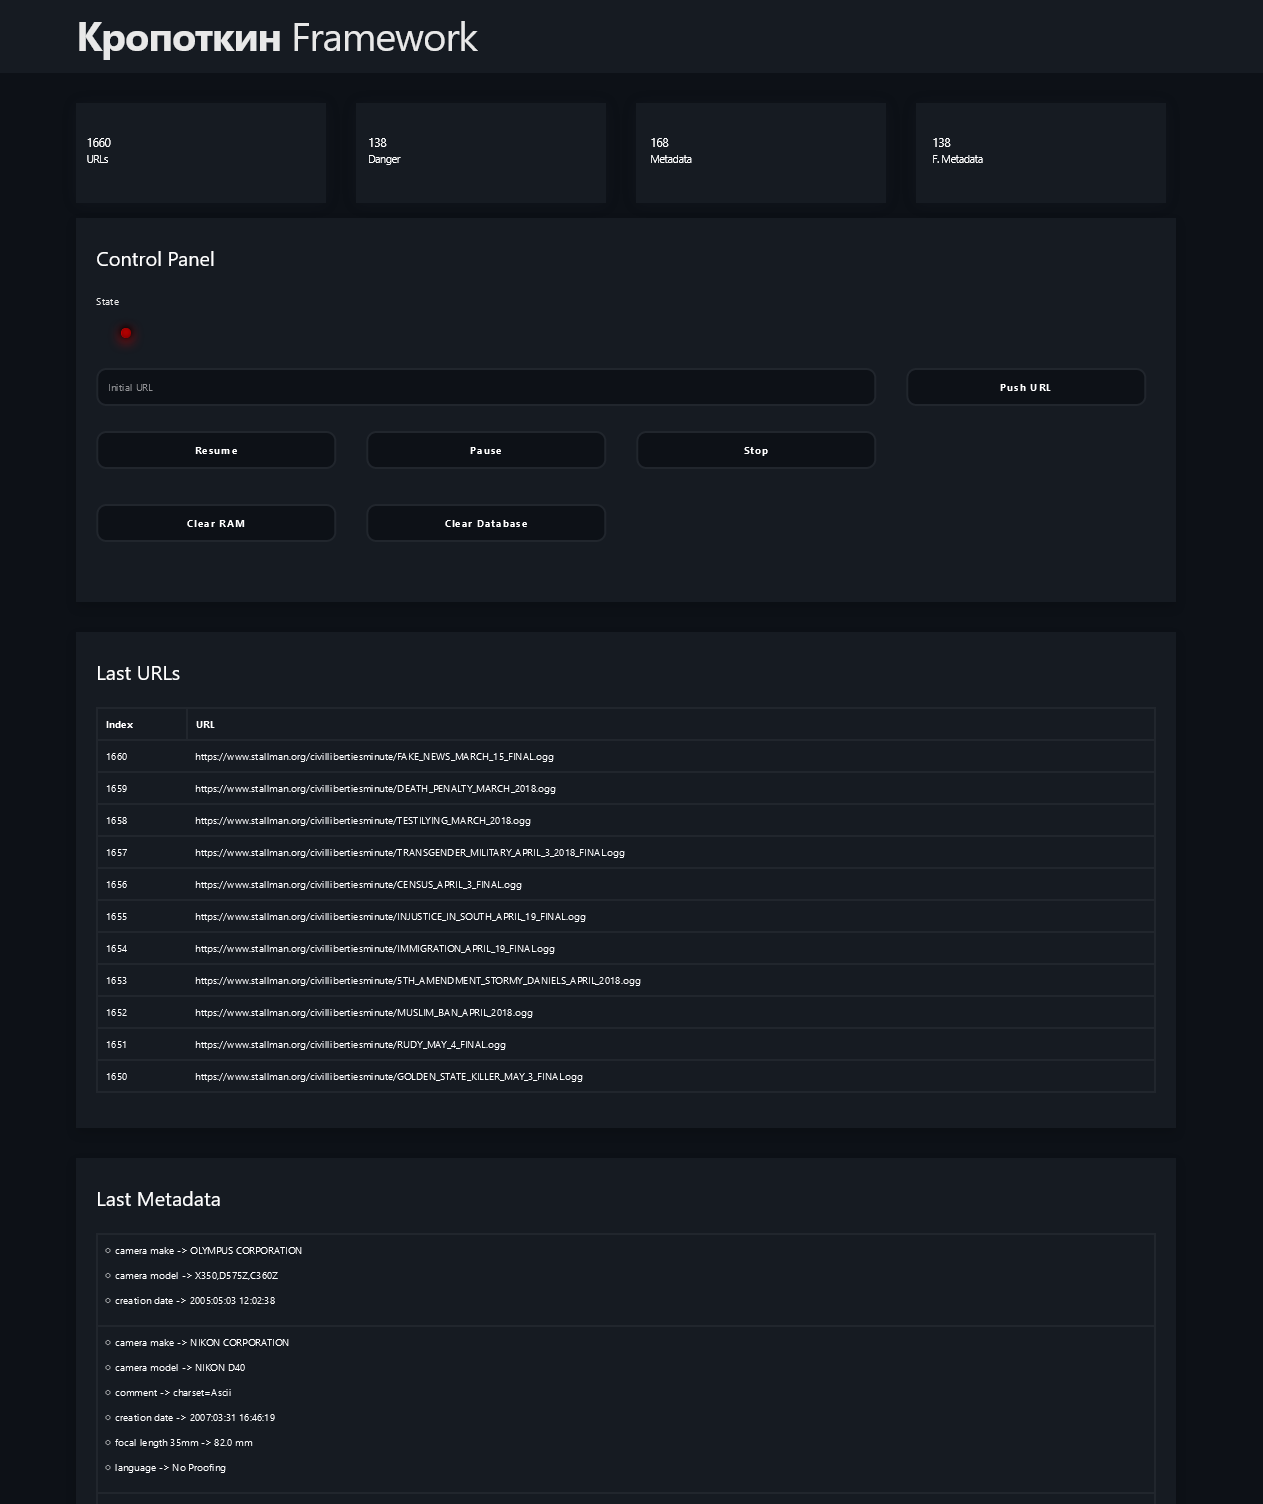 Кропоткин Framework
1660
URLs
138
Danger
168
Metadata
138
F. Metadata
Control Panel
State
Initial URL
Push URL
Resume
Pause
Stop
Clear RAM
Clear Database
Last URLs
Index URL
1660 https://www.stallman.org/civillibertiesminute/FAKE_NEWS_MARCH_15_FINAL.ogg
1659 https://www.stallman.org/civillibertiesminute/DEATH_PENALTY_MARCH_2018.ogg
1658 https://www.stallman.org/civillibertiesminute/TESTILYING_MARCH_2018.ogg
1657 https://www.stallman.org/civillibertiesminute/TRANSGENDER_MILITARY_APRIL_3_2018_FINAL.ogg
1656 https://www.stallman.org/civillibertiesminute/CENSUS_APRIL_3_FINAL.ogg
1655 https://www.stallman.org/civillibertiesminute/INJUSTICE_IN_SOUTH_APRIL_19_FINAL.ogg
1654 https://www.stallman.org/civillibertiesminute/IMMIGRATION_APRIL_19_FINAL.ogg
1653 https://www.stallman.org/civillibertiesminute/5TH_AMENDMENT_STORMY_DANIELS_APRIL_2018.ogg
1652 https://www.stallman.org/civillibertiesminute/MUSLIM_BAN_APRIL_2018.ogg
1651 https://www.stallman.org/civillibertiesminute/RUDY_MAY_4_FINAL.ogg
1650 https://www.stallman.org/civillibertiesminute/GOLDEN_STATE_KILLER_MAY_3_FINAL.ogg
Last Metadata
camera make -> OLYMPUS CORPORATION
camera model -> X350,D575Z,C360Z
creation date -> 2005:05:03 12:02:38
camera make -> NIKON CORPORATION
camera model -> NIKON D40
comment -> charset=Ascii
creation date -> 2007:03:31 16:46:19
focal length 35mm -> 82.0 mm
language -> No Proofing